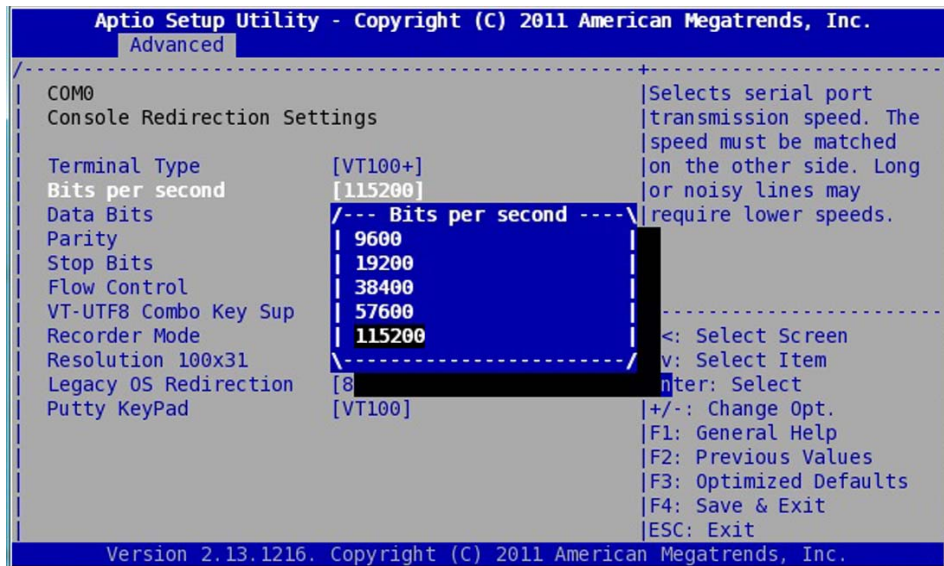 Aptio Setup Utility - Copyright (C) 2011 American Megatrends, Inc.
Advanced
/----------------------------------------------------+-------------------------
| COM0 |Selects serial port
| Console Redirection Settings |transmission speed. The
| |speed must be matched
| Terminal Type [VT100+] |on the other side. Long
| Bits per second [115200] |or noisy lines may
| Data Bits /--- Bits per second ----\|require lower speeds.
| Parity | 9600 |
| Stop Bits | 19200 |
| Flow Control | 38400 |
| VT-UTF8 Combo Key Sup | 57600 | ------------------------
| Recorder Mode | 115200 | <: Select Screen
| Resolution 100x31 \------------------------/ v: Select Item
| Legacy OS Redirection [8 nter: Select
| Putty KeyPad [VT100] |+/-: Change Opt.
| |F1: General Help
| |F2: Previous Values
| |F3: Optimized Defaults
| |F4: Save & Exit
| |ESC: Exit
Version 2.13.1216. Copyright (C) 2011 American Megatrends, Inc.